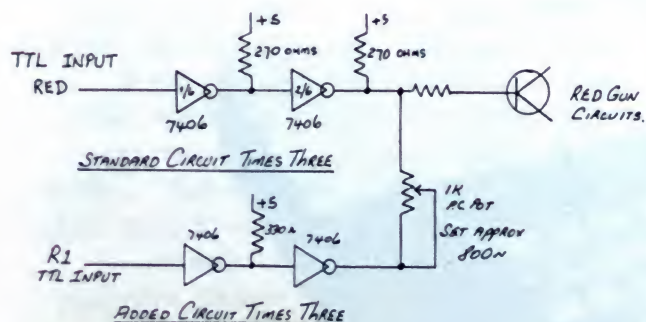 +5
+5
270 OHMS
270 OHMS
TTL INPUT
RED
1/6
2/6
7406
7406
RED GUN
CIRCUITS.
STANDARD CIRCUIT TIMES THREE
1K
P.C. POT
SET APPROX
800Ω
+5
330Ω
7406
7406
R1
TTL INPUT
ADDED CIRCUIT TIMES THREE